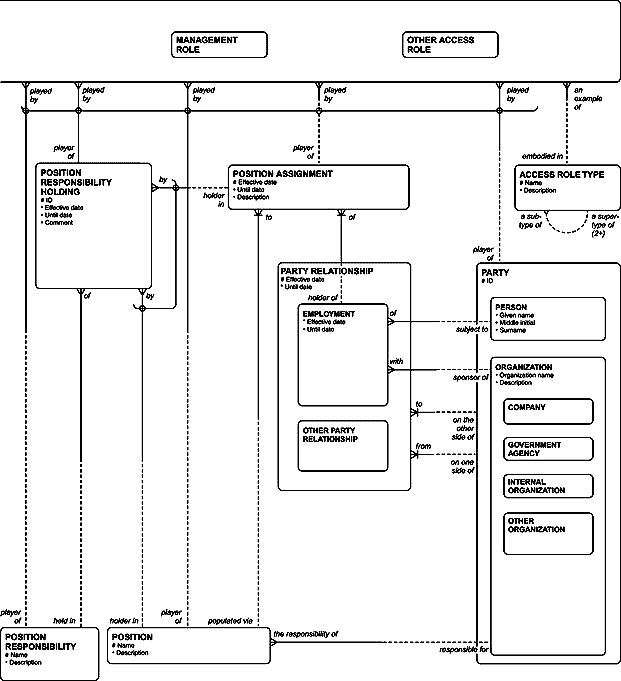 MANAGEMENT
ROLE
OTHER ACCESS
ROLE
played
by
played
by
played
by
played
by
played
by
an
example
of
player
of
player
of
embodied in
POSITION
RESPONSIBILITY
HOLDING
# ID
• Effective date
• Until date
• Comment
by
holder
in
POSITION ASSIGNMENT
# Effective date
• Until date
• Description
ACCESS ROLE TYPE
# Name
• Description
a sub-
type of
a super-
type of
(2+)
to
of
player
of
of
by
PARTY RELATIONSHIP
# Effective date
• Until date
holder of
EMPLOYMENT
• Effective date
• Until date
of
with
OTHER PARTY
RELATIONSHIP
to
from
subject to
sponsor of
on the
other
side of
on one
side of
PARTY
# ID
PERSON
• Given name
• Middle initial
• Surname
ORGANIZATION
• Organization name
• Description
COMPANY
GOVERNMENT
AGENCY
INTERNAL
ORGANIZATION
OTHER
ORGANIZATION
player
of
held in
holder in
player
of
populated via
POSITION
RESPONSIBILITY
# Name
• Description
POSITION
# Name
• Description
the responsibility of
responsible for